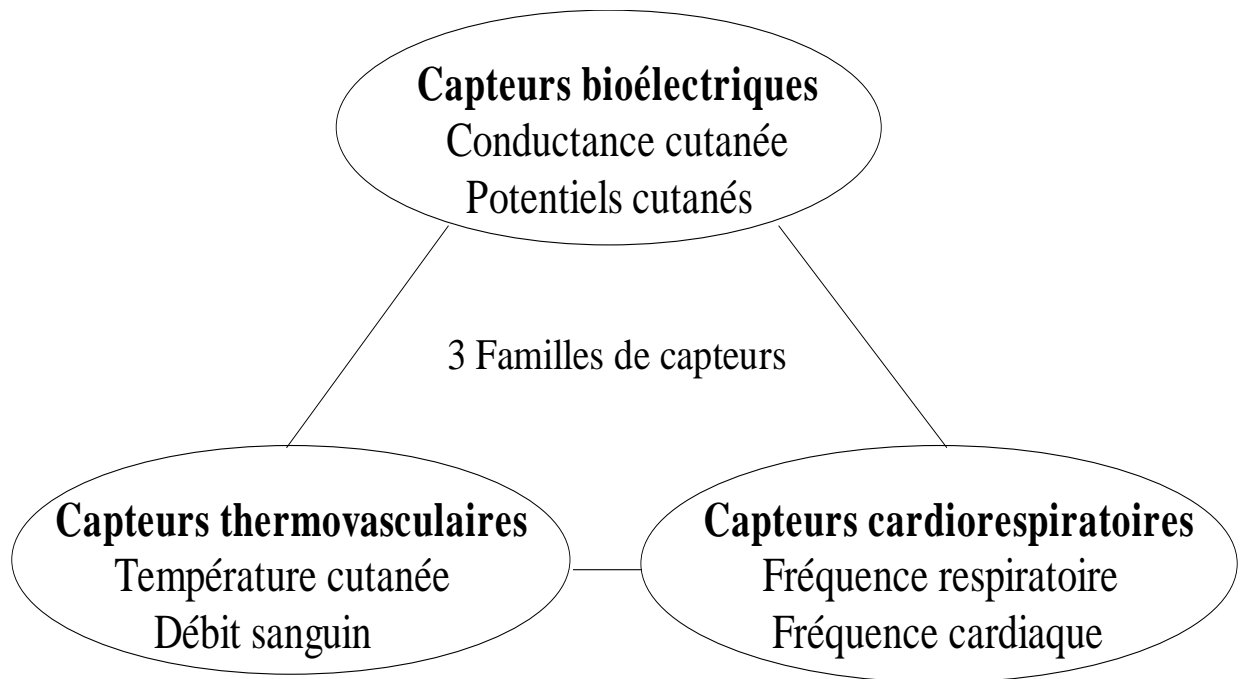 Capteurs bioélectriques
Conductance cutanée
Potentiels cutanés
3 Familles de capteurs
Capteurs thermovasculaires
Température cutanée
Débit sanguin
Capteurs cardiorespiratoires
Fréquence respiratoire
Fréquence cardiaque